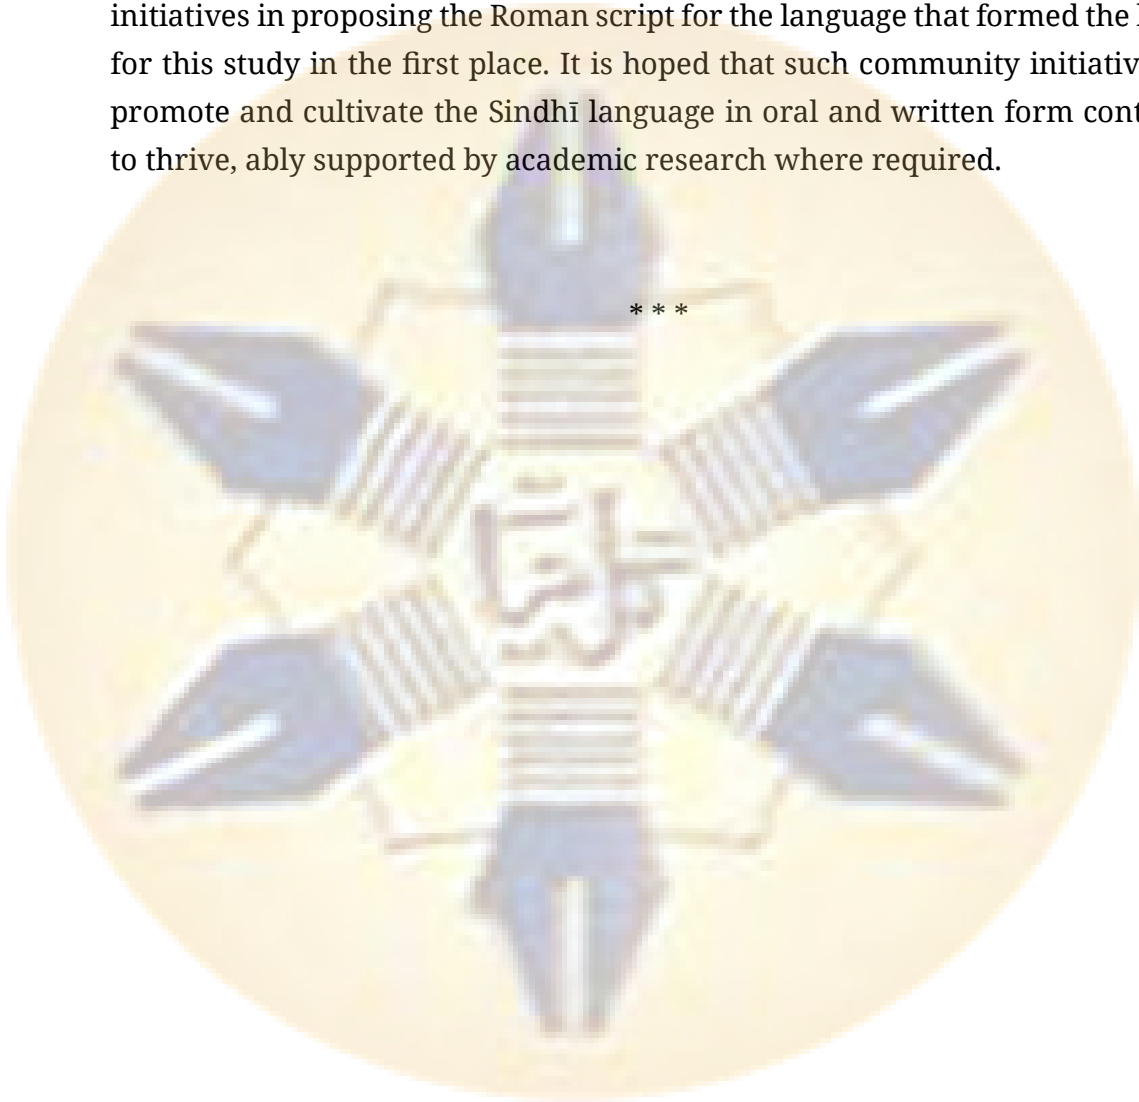 initiatives in proposing the Roman script for the language that formed the
for this study in the first place. It is hoped that such community
promote and cultivate the Sindhī language in oral and written form
to thrive, ably supported by academic research where required.
* * *